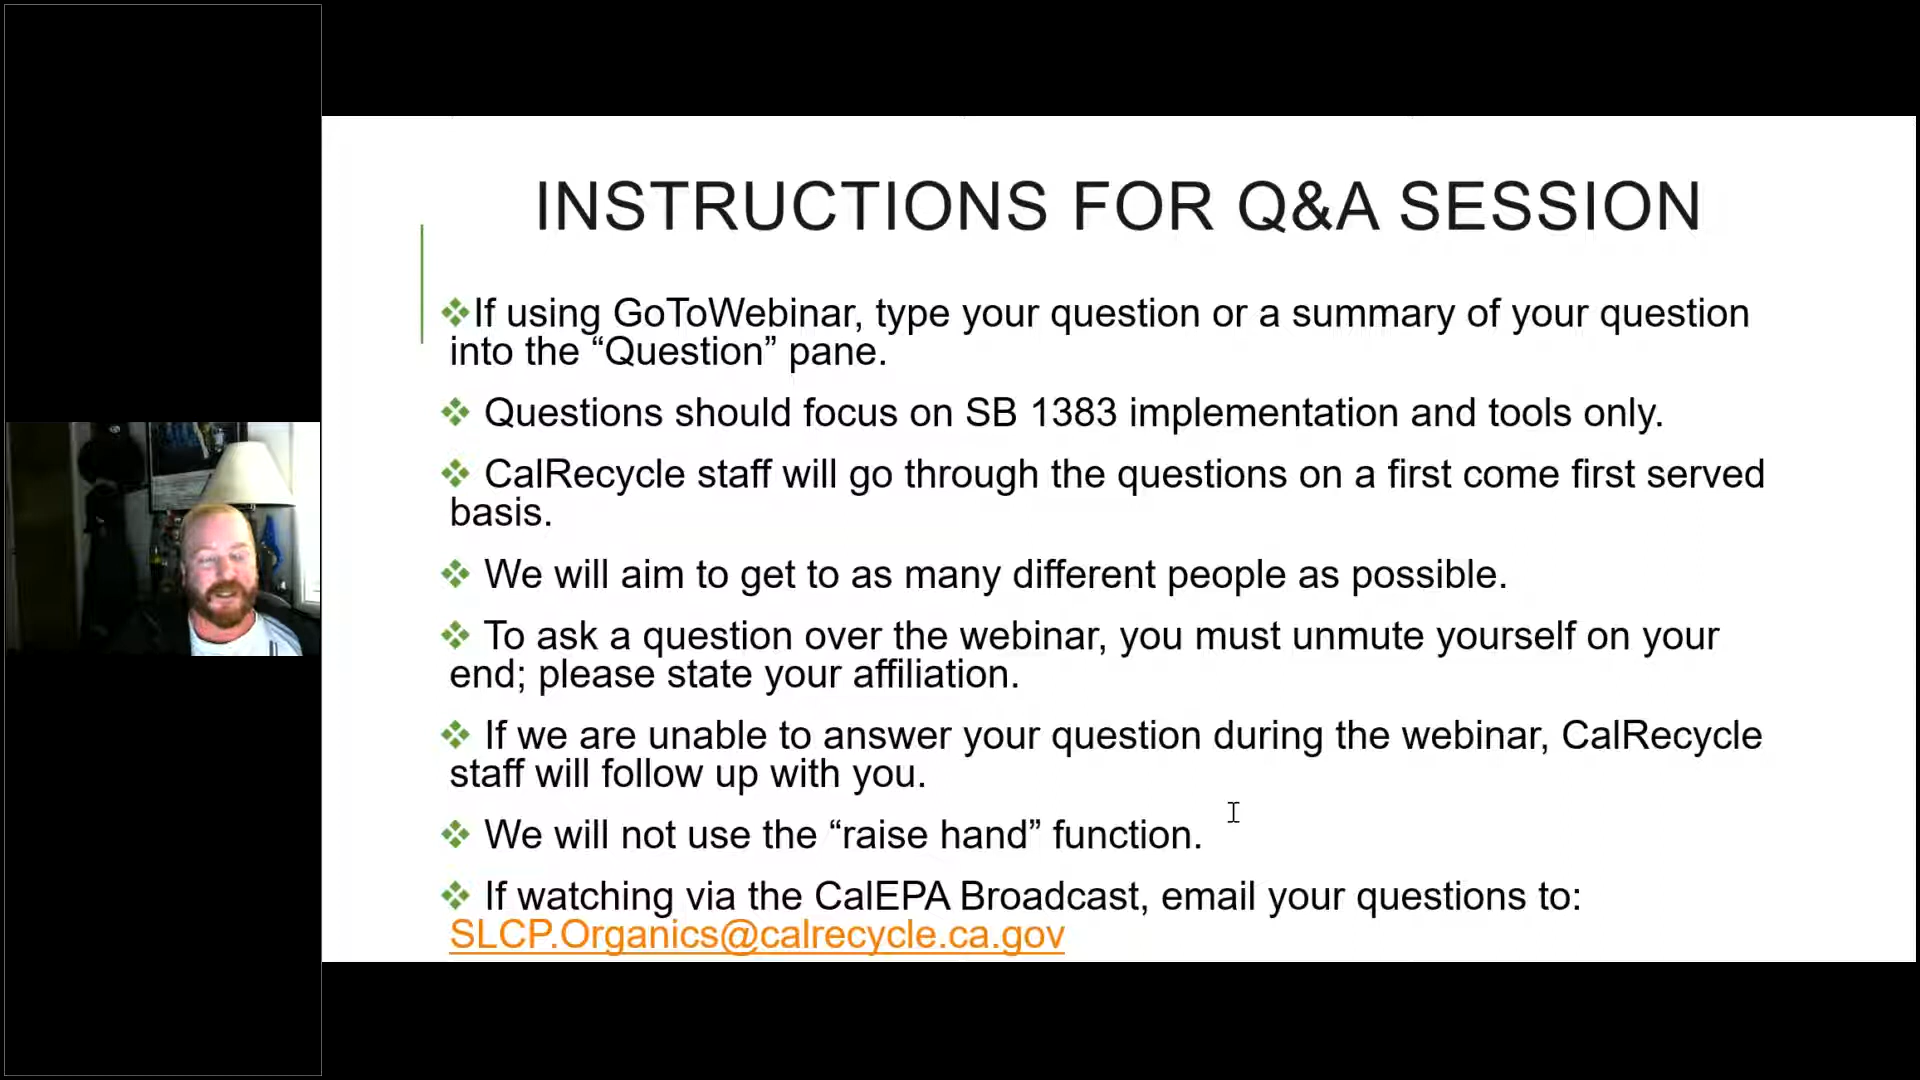 INSTRUCTIONS FOR Q&A SESSION
❖If using GoToWebinar, type your question or a summary of your question
into the “Question” pane.
❖ Questions should focus on SB 1383 implementation and tools only.
❖ CalRecycle staff will go through the questions on a first come first served
basis.
❖ We will aim to get to as many different people as possible.
❖ To ask a question over the webinar, you must unmute yourself on your
end; please state your affiliation.
❖ If we are unable to answer your question during the webinar, CalRecycle
staff will follow up with you.
❖ We will not use the “raise hand” function.
❖ If watching via the CalEPA Broadcast, email your questions to:
SLCP.Organics@calrecycle.ca.gov